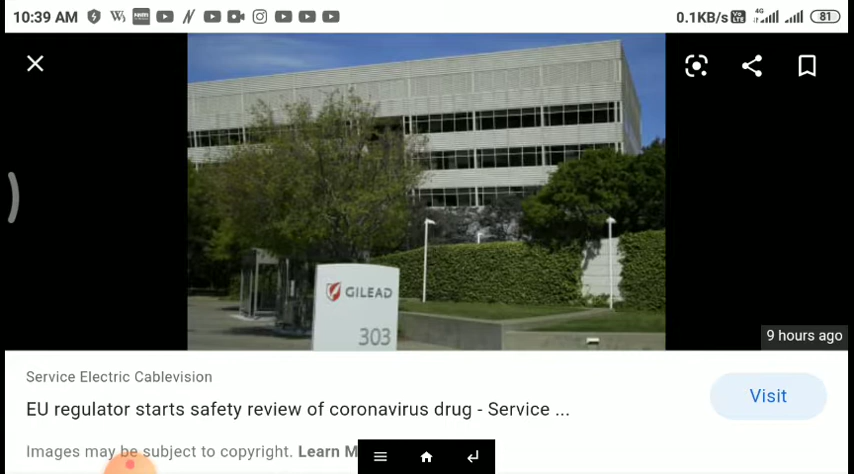 10:39 AM
0.1KB/s
4G
81
GILEAD
303
9 hours ago
Service Electric Cablevision
EU regulator starts safety review of coronavirus drug - Service ...
Visit
Images may be subject to copyright. Learn M